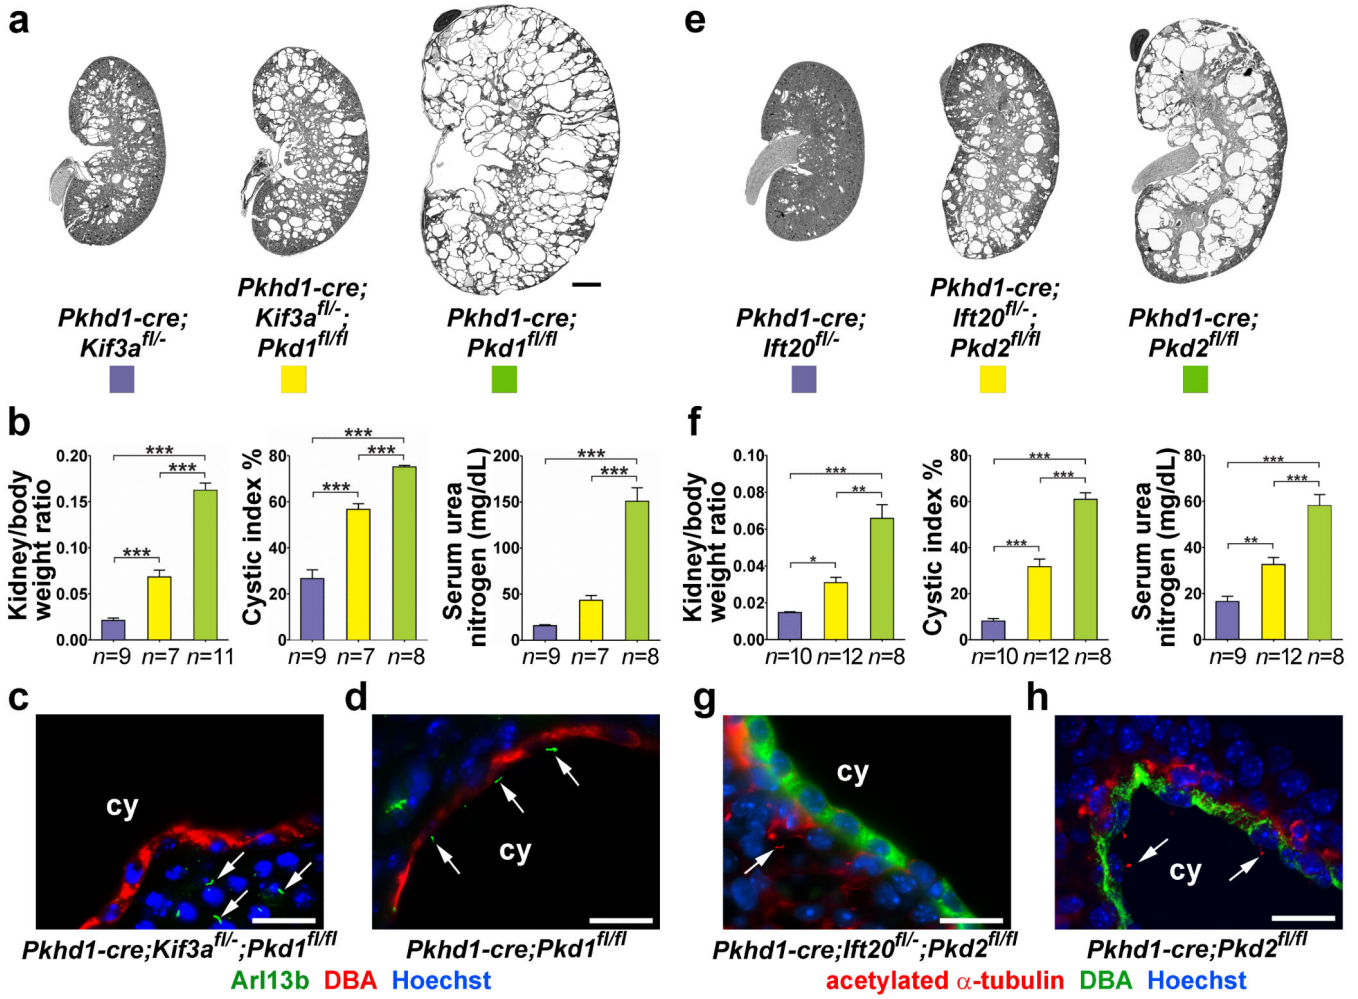 a
Pkhd1-cre;
Kif3a^fl/-
Pkhd1-cre;
Kif3a^fl/-;
Pkd1^fl/fl
Pkhd1-cre;
Pkd1^fl/fl
e
Pkhd1-cre;
Ift20^fl/-
Pkhd1-cre;
Ift20^fl/-;
Pkd2^fl/fl
Pkhd1-cre;
Pkd2^fl/fl
b
Kidney/body
weight ratio
0.20
0.15
0.10
0.05
0.00
***
***
***
n=9 n=7 n=11
Cystic index %
80
60
40
20
0
***
***
***
n=9 n=7 n=8
Serum urea
nitrogen (mg/dL)
200
150
100
50
0
***
***
n=9 n=7 n=8
f
Kidney/body
weight ratio
0.10
0.08
0.06
0.04
0.02
0.00
***
**
*
n=10 n=12 n=8
Cystic index %
80
60
40
20
0
***
***
***
n=10 n=12 n=8
Serum urea
nitrogen (mg/dL)
80
60
40
20
0
***
***
**
n=9 n=12 n=8
c
cy
Pkhd1-cre;Kif3a^fl/-;Pkd1^fl/fl
d
cy
Pkhd1-cre;Pkd1^fl/fl
Arl13b DBA Hoechst
g
cy
Pkhd1-cre;Ift20^fl/-;Pkd2^fl/fl
h
cy
Pkhd1-cre;Pkd2^fl/fl
acetylated α-tubulin DBA Hoechst